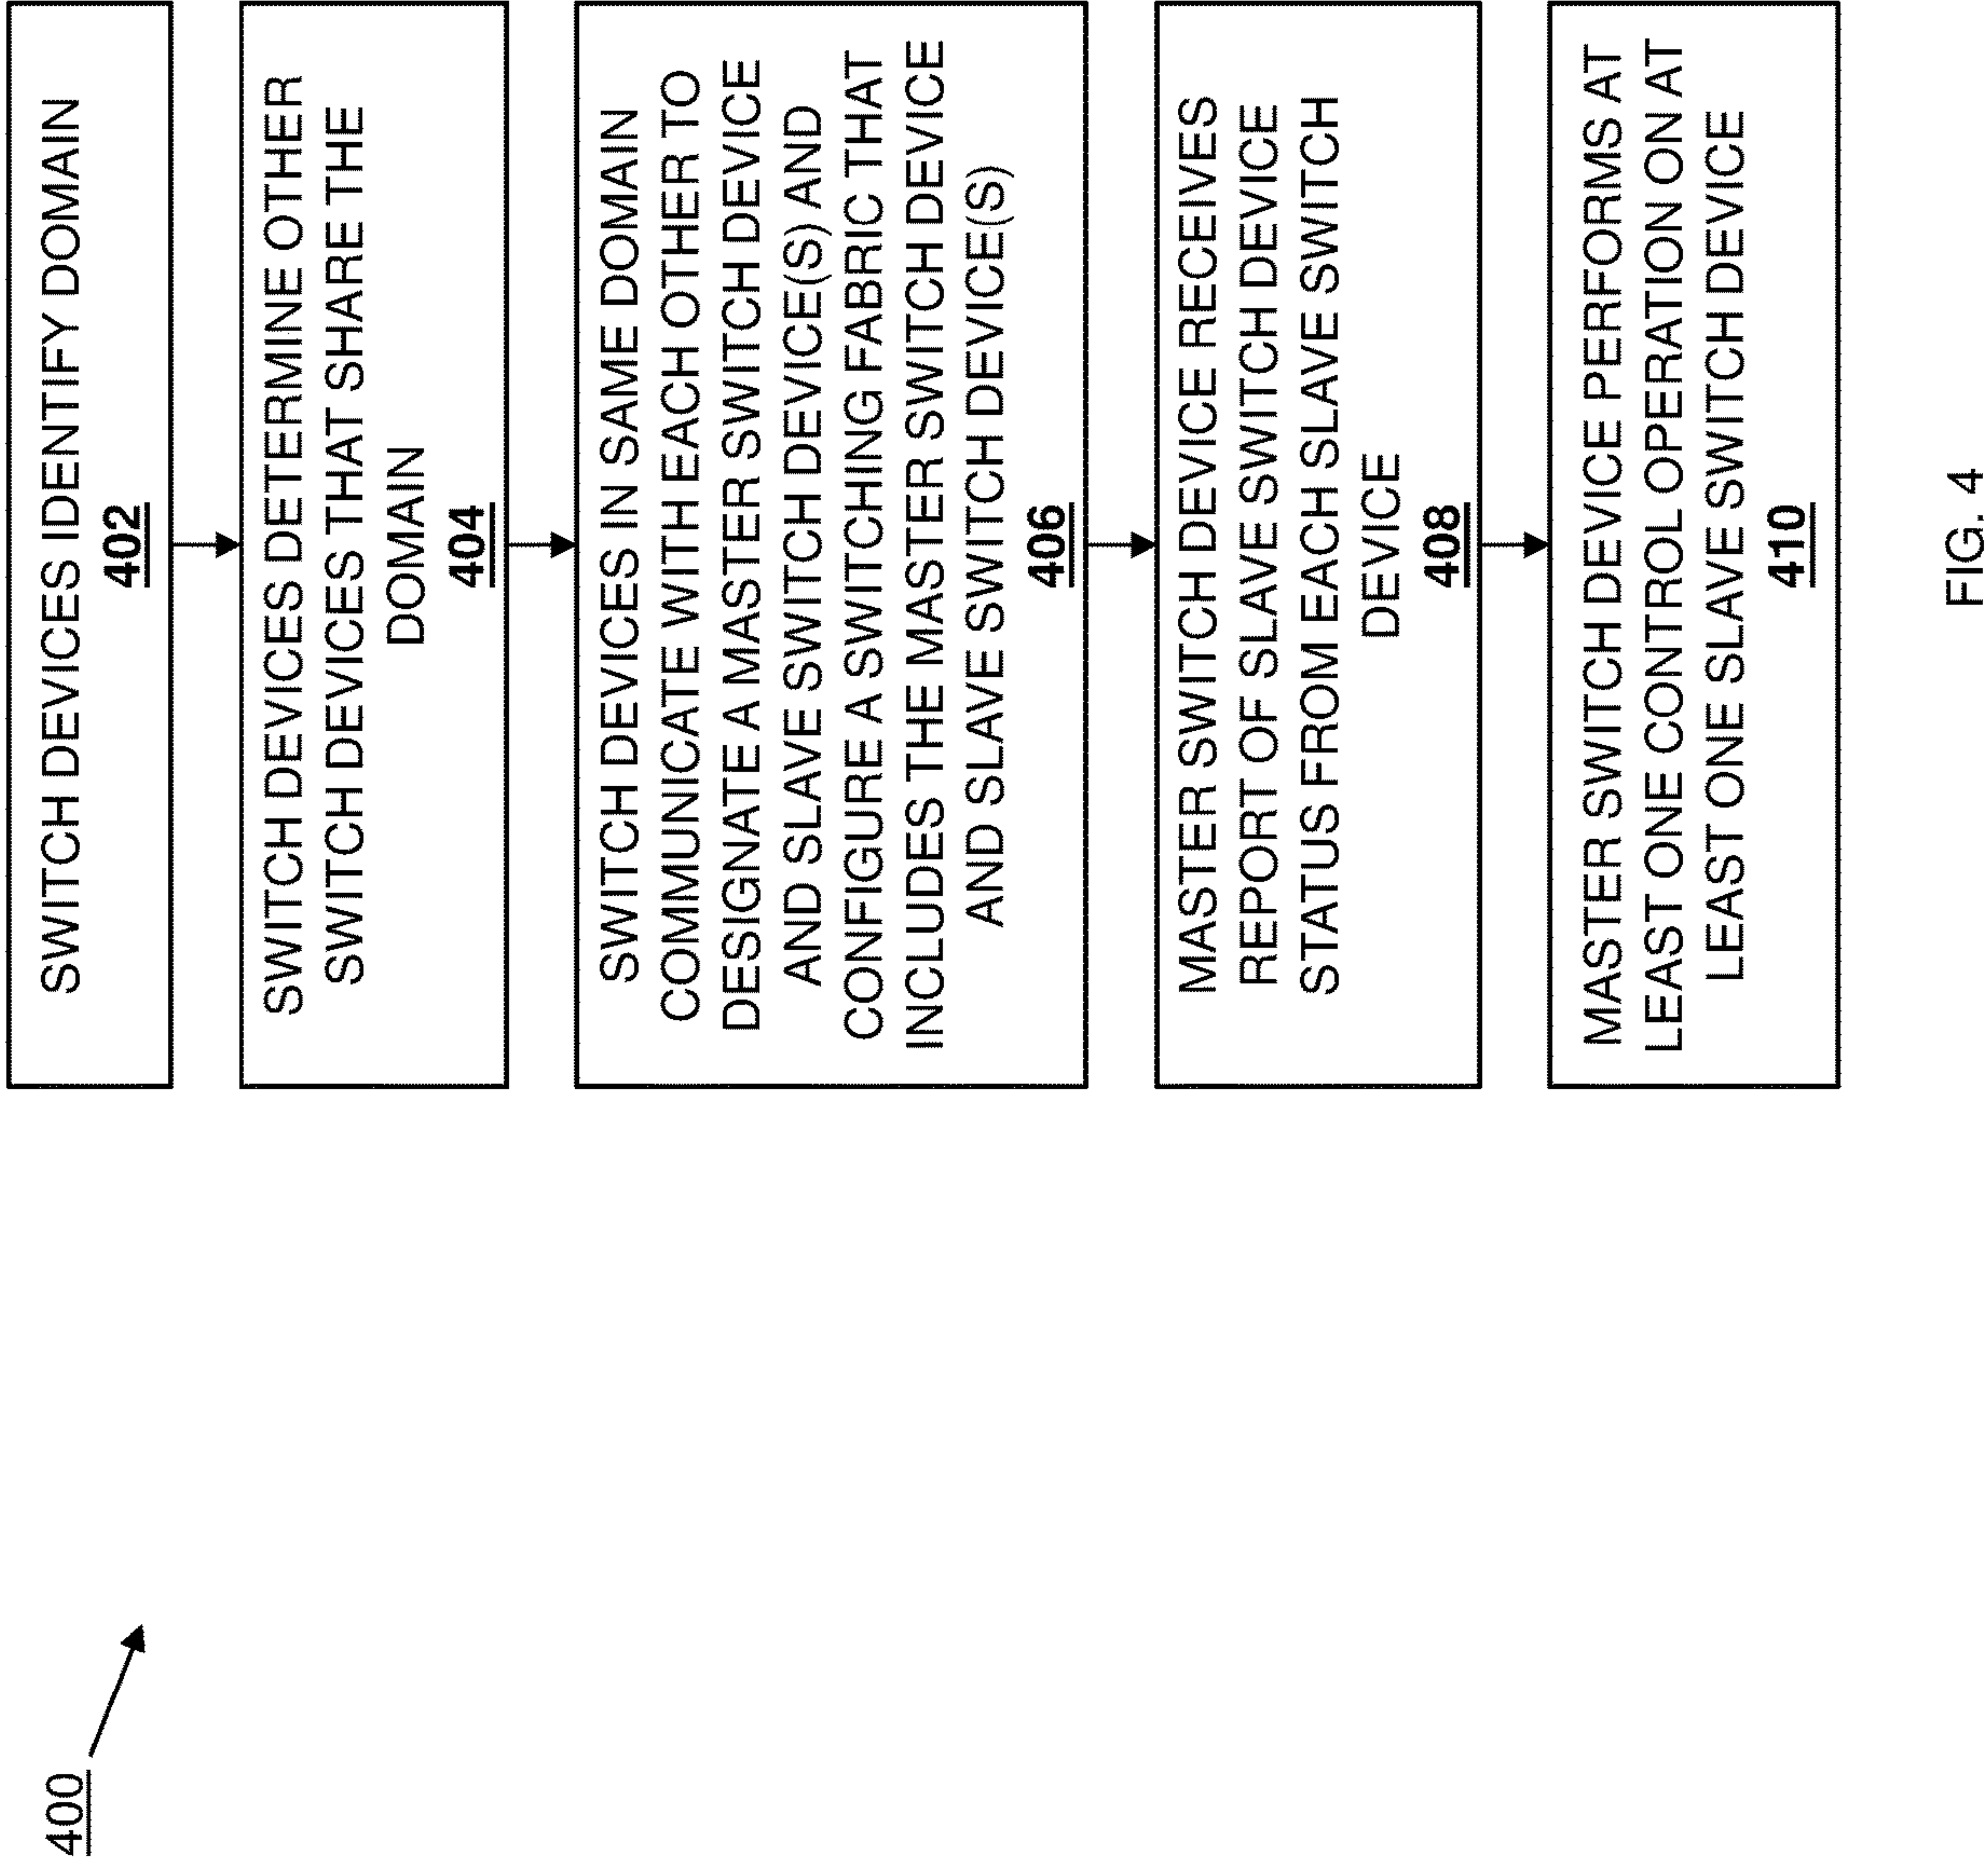 400
SWITCH DEVICES IDENTIFY DOMAIN
402
SWITCH DEVICES DETERMINE OTHER
SWITCH DEVICES THAT SHARE THE
DOMAIN
404
SWITCH DEVICES IN SAME DOMAIN
COMMUNICATE WITH EACH OTHER TO
DESIGNATE A MASTER SWITCH DEVICE
AND SLAVE SWITCH DEVICE(S) AND
CONFIGURE A SWITCHING FABRIC THAT
INCLUDES THE MASTER SWITCH DEVICE
AND SLAVE SWITCH DEVICE(S)
406
MASTER SWITCH DEVICE RECEIVES
REPORT OF SLAVE SWITCH DEVICE
STATUS FROM EACH SLAVE SWITCH
DEVICE
408
MASTER SWITCH DEVICE PERFORMS AT
LEAST ONE CONTROL OPERATION ON AT
LEAST ONE SLAVE SWITCH DEVICE
410
FIG. 4